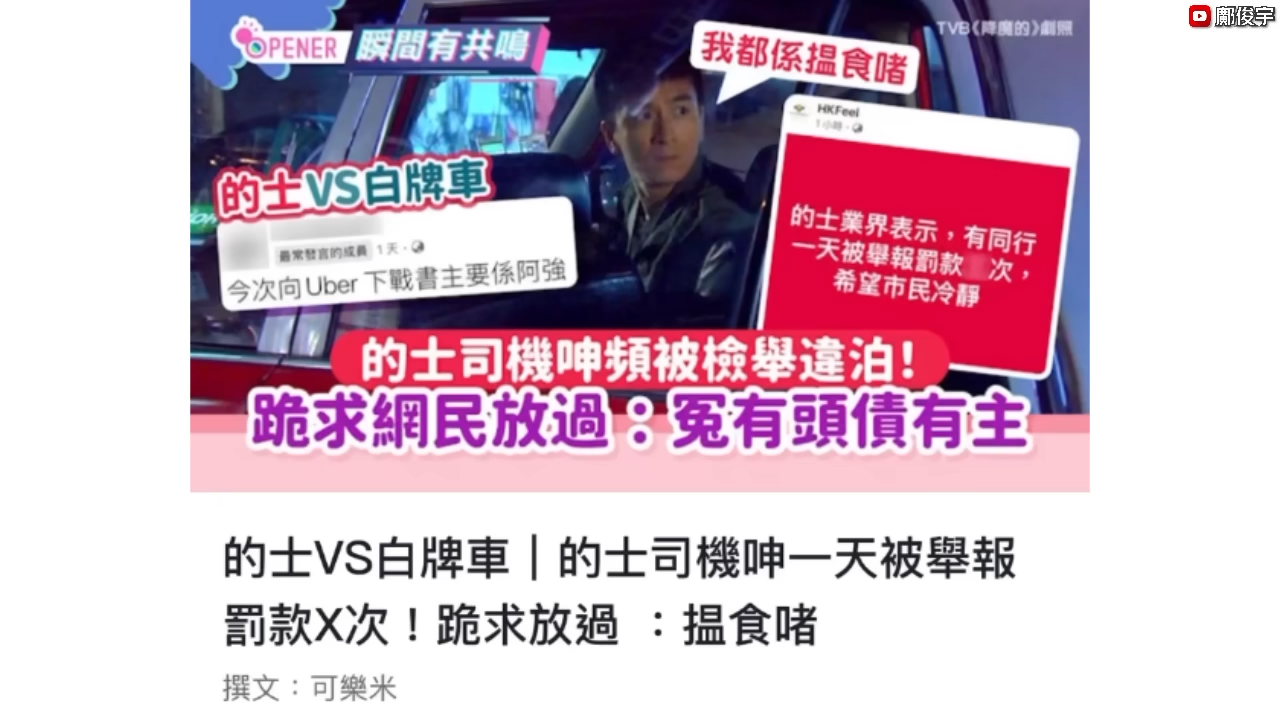 鄺俊宇
OPENER 瞬間有共鳴
TVB《降魔的》劇照
我都係搵食啫
HKFeel
1小時
的士VS白牌車
最常發言的成員 1天
今次向Uber下戰書主要係阿強
的士業界表示，有同行
一天被舉報罰款 次，
希望市民冷靜
的士司機呻頻被檢舉違泊！
跪求網民放過：冤有頭債有主
的士VS白牌車｜的士司機呻一天被舉報
罰款X次！跪求放過 ：搵食啫
撰文：可樂米